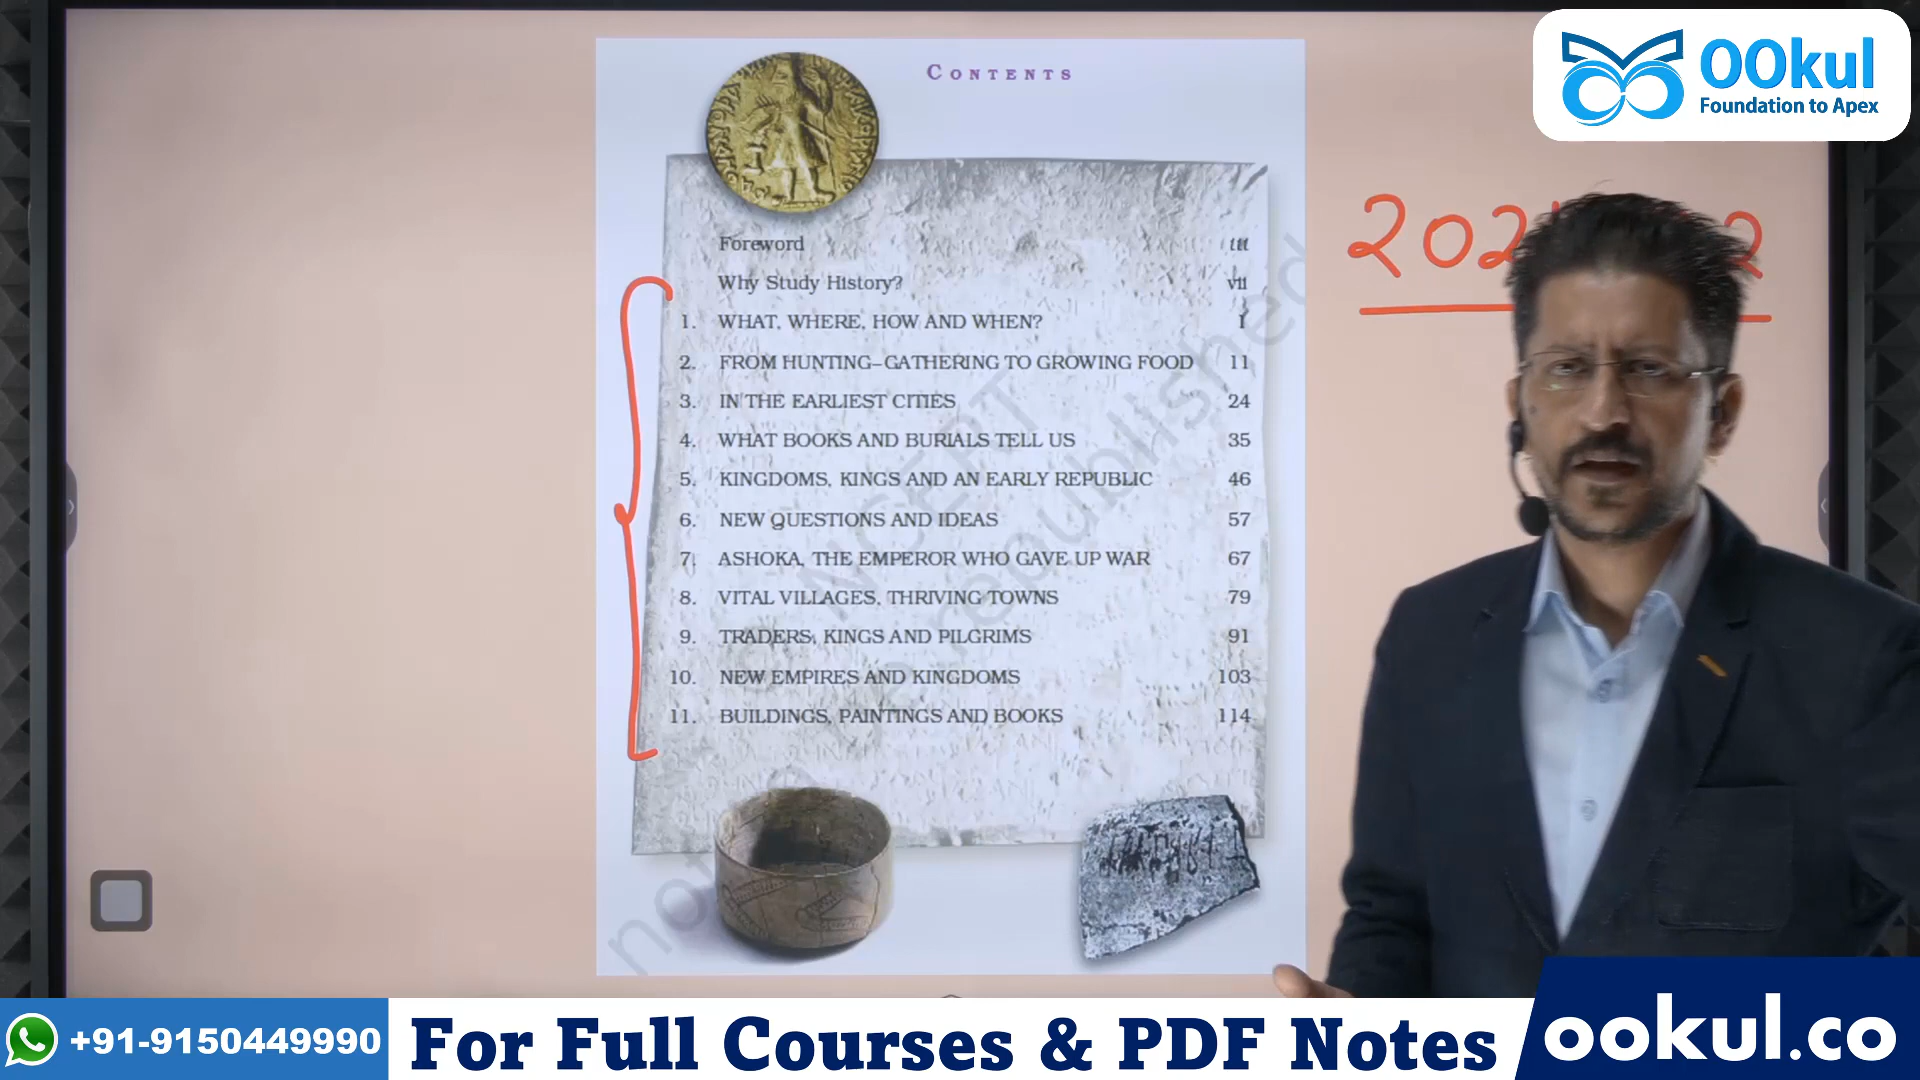 CONTENTS
OOkul
Foundation to Apex
Foreword iii
Why Study History? vii
1. WHAT, WHERE, HOW AND WHEN? 1
2. FROM HUNTING–GATHERING TO GROWING FOOD 11
3. IN THE EARLIEST CITIES 24
4. WHAT BOOKS AND BURIALS TELL US 35
5. KINGDOMS, KINGS AND AN EARLY REPUBLIC 46
6. NEW QUESTIONS AND IDEAS 57
7. ASHOKA, THE EMPEROR WHO GAVE UP WAR 67
8. VITAL VILLAGES, THRIVING TOWNS 79
9. TRADERS, KINGS AND PILGRIMS 91
10. NEW EMPIRES AND KINGDOMS 103
11. BUILDINGS, PAINTINGS AND BOOKS 114
NCERT
not republished
+91-9150449990
For Full Courses & PDF Notes
ookul.co